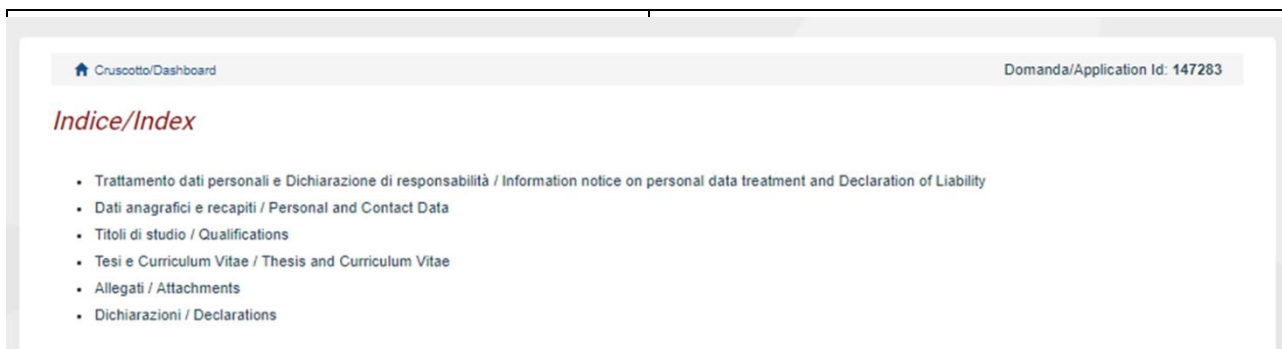 Cruscotto/Dashboard
Domanda/Application Id: 147283
Indice/Index
• Trattamento dati personali e Dichiarazione di responsabilità / Information notice on personal data treatment and Declaration of Liability
• Dati anagrafici e recapiti / Personal and Contact Data
• Titoli di studio / Qualifications
• Tesi e Curriculum Vitae / Thesis and Curriculum Vitae
• Allegati / Attachments
• Dichiarazioni / Declarations